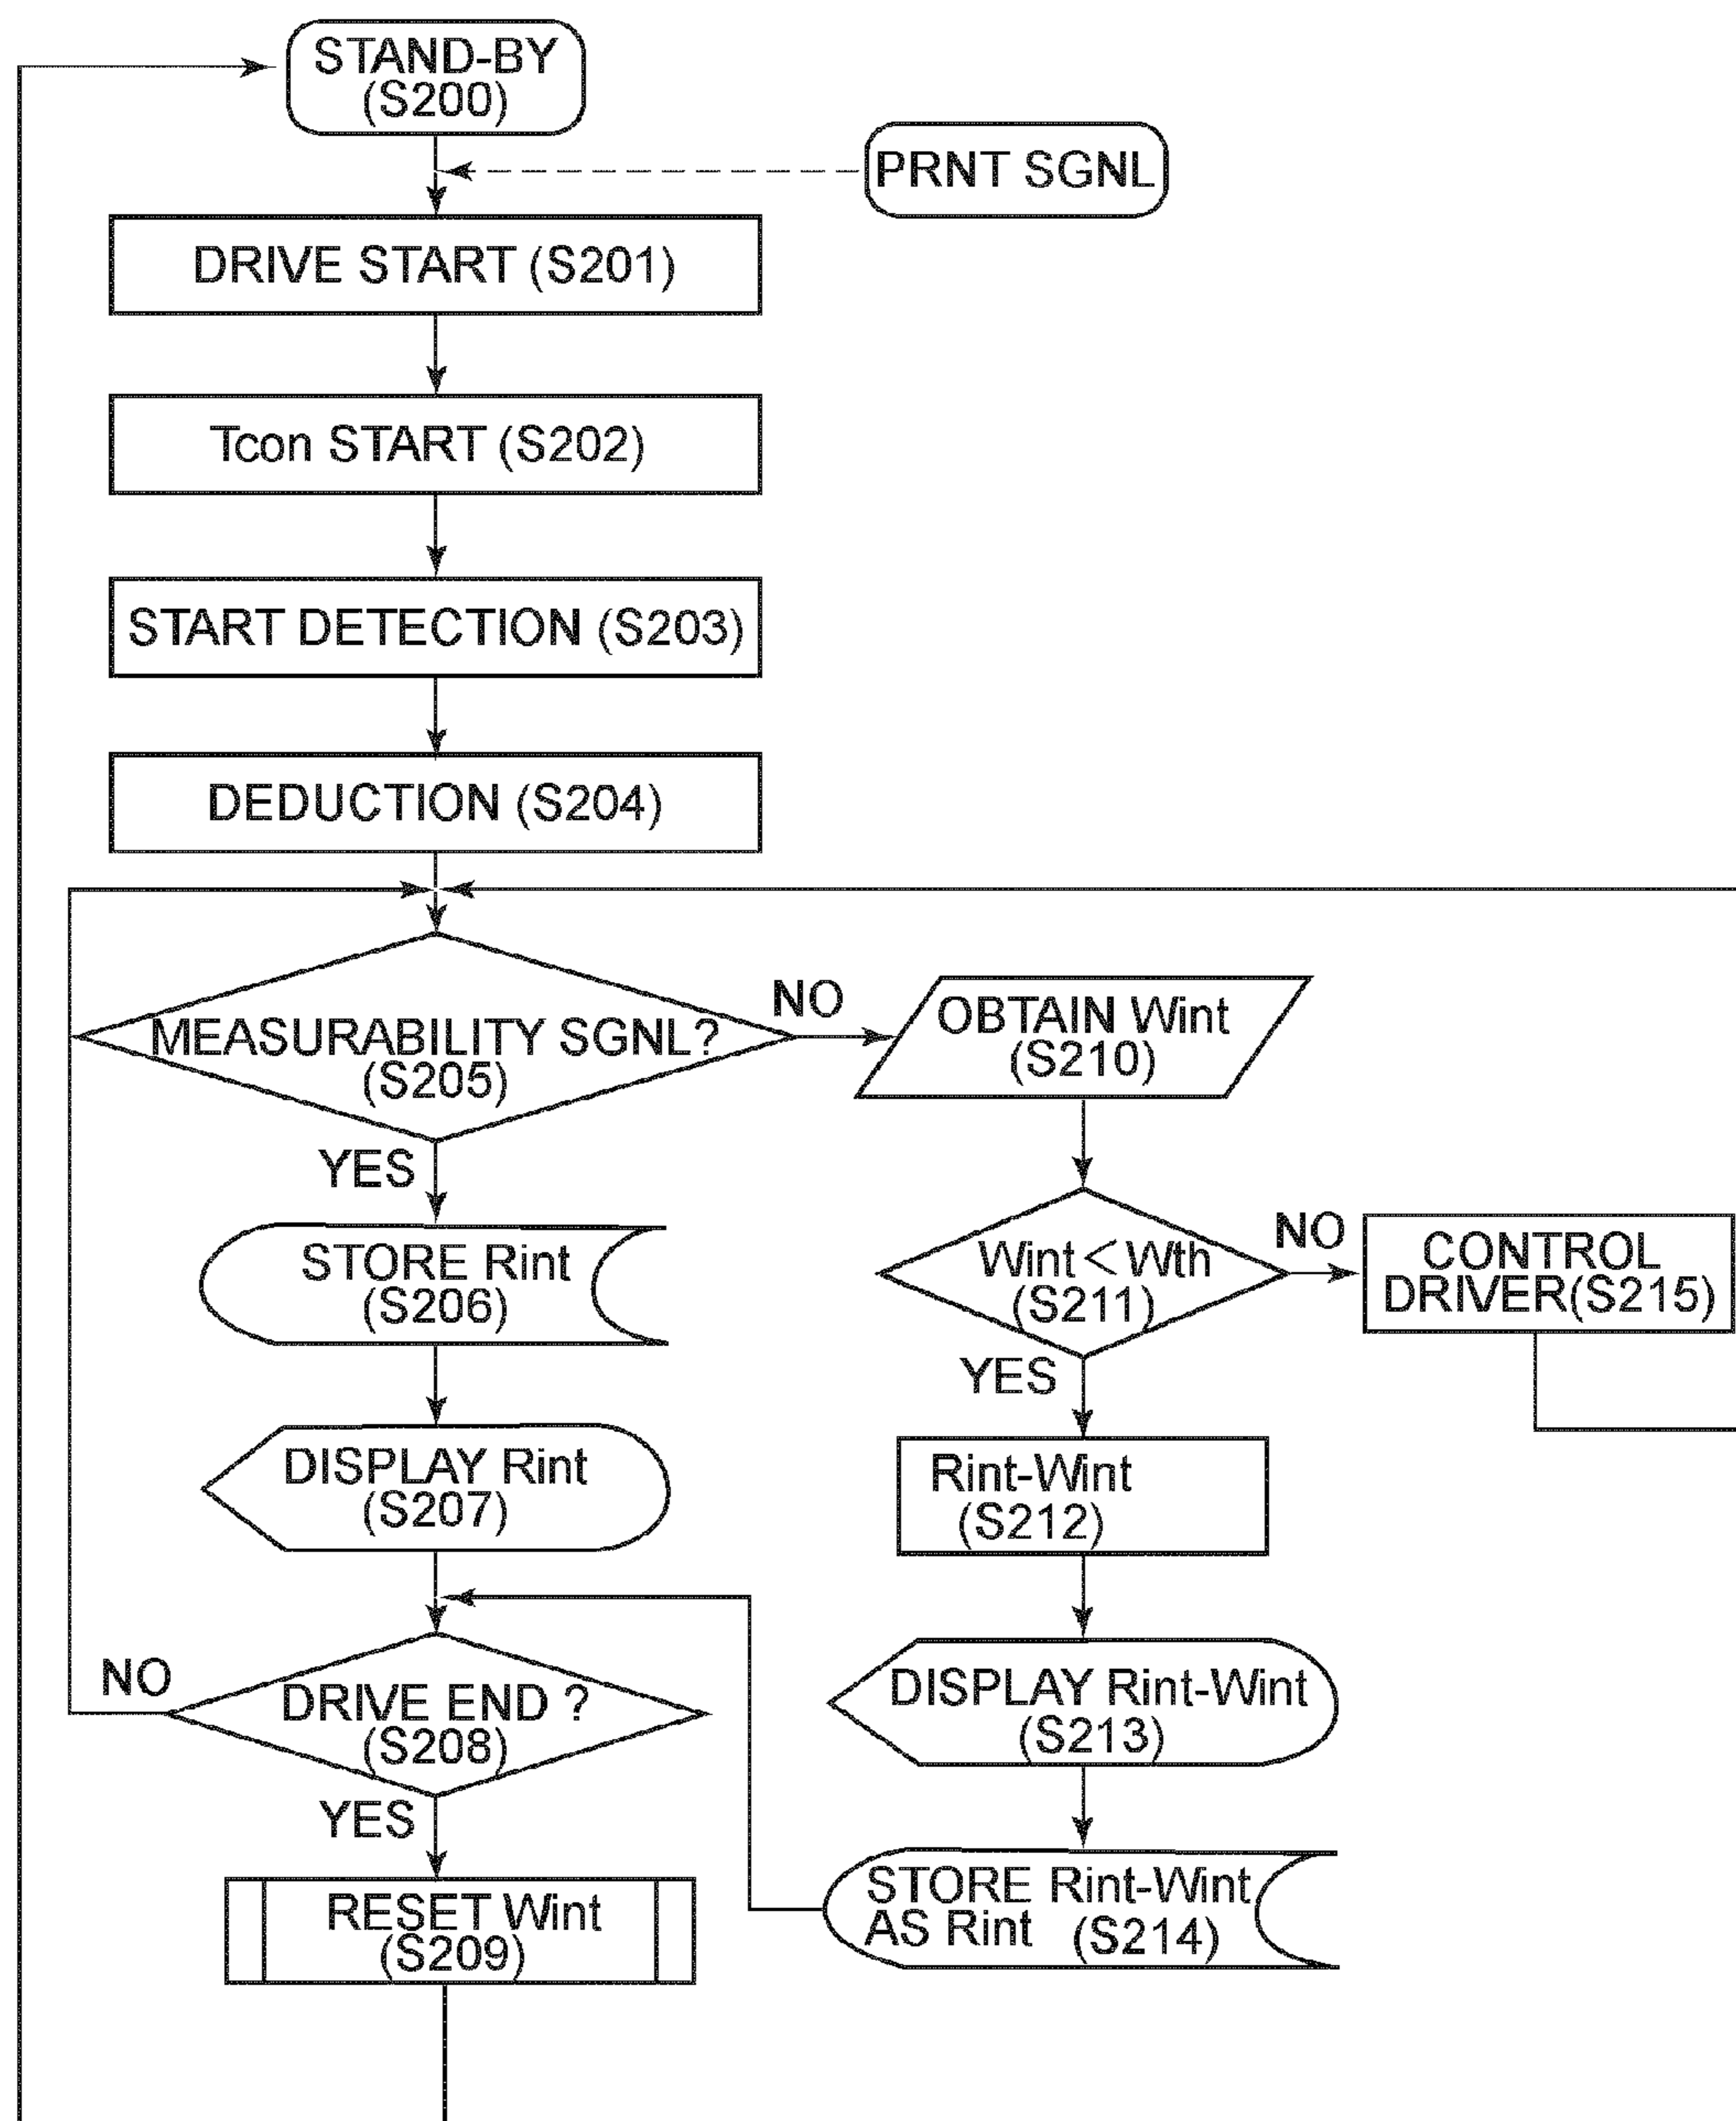 STAND-BY
(S200)
PRNT SGNL
DRIVE START (S201)
Tcon START (S202)
START DETECTION (S203)
DEDUCTION (S204)
MEASURABILITY SGNL?
(S205)
NO
YES
STORE Rint
(S206)
DISPLAY Rint
(S207)
DRIVE END ?
(S208)
NO
YES
RESET Wint
(S209)
OBTAIN Wint
(S210)
Wint < Wth
(S211)
NO
CONTROL
DRIVER(S215)
YES
Rint-Wint
(S212)
DISPLAY Rint-Wint
(S213)
STORE Rint-Wint
AS Rint (S214)